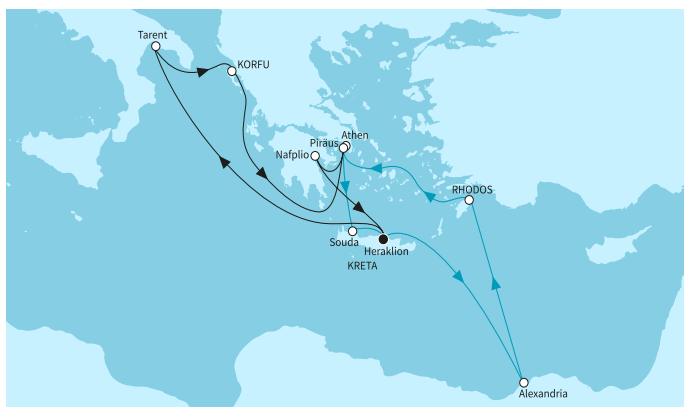 Tarent
KORFU
Athen
Piräus
Nafplio
RHODOS
Souda
Heraklion
KRETA
Alexandria